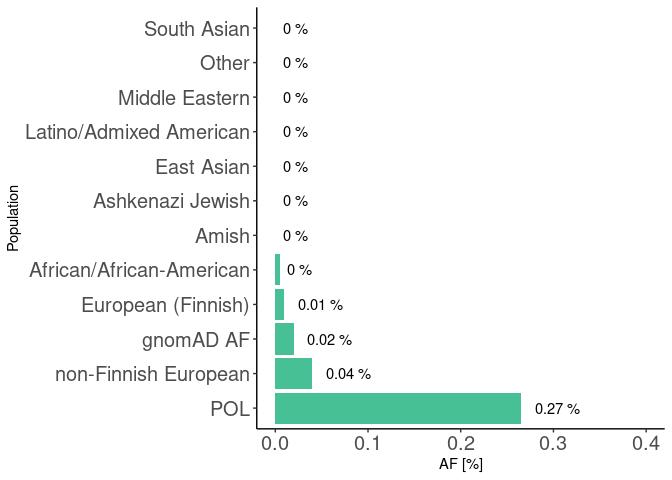 South Asian 0 %
Other 0 %
Middle Eastern 0 %
Latino/Admixed American 0 %
East Asian 0 %
Ashkenazi Jewish 0 %
Amish 0 %
African/African-American 0 %
European (Finnish) 0.01 %
gnomAD AF 0.02 %
non-Finnish European 0.04 %
POL 0.27 %
Population
0.0 0.1 0.2 0.3 0.4
AF [%]